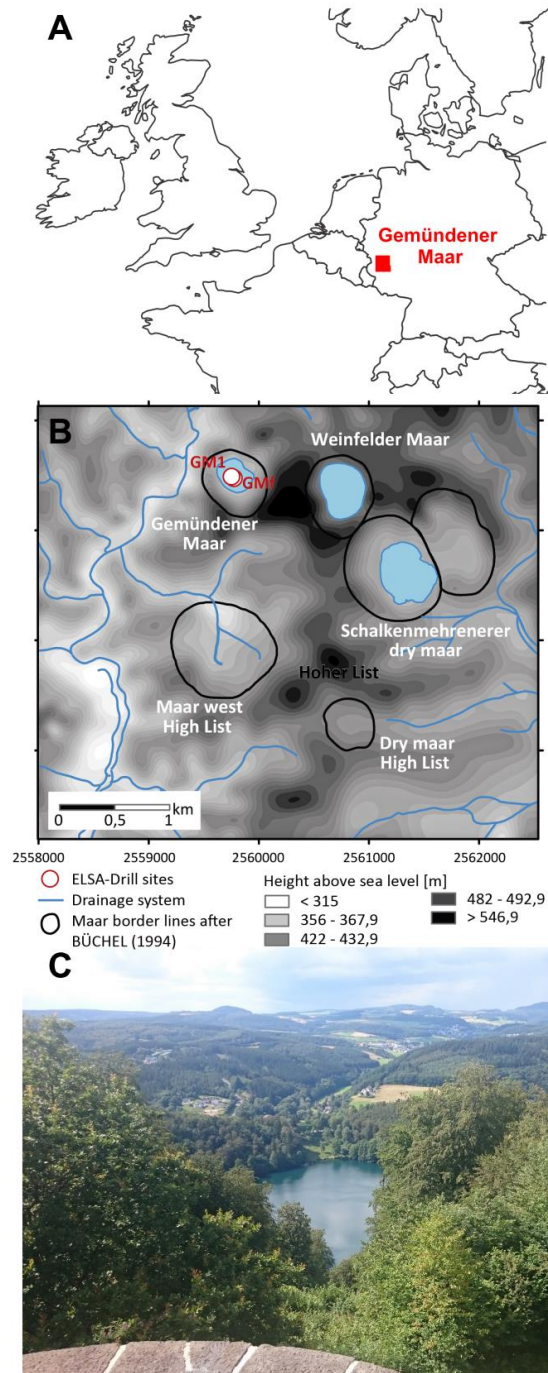 A
Gemündener
Maar
B
Weinfelder Maar
GM1
Gemündener
Maar
Schalkenmehrenerer
dry maar
Hoher List
Maar west
High List
Dry maar
High List
0 0,5 1 km
2558000 2559000 2560000 2561000 2562000
ELSA-Drill sites
Drainage system
Maar border lines after
BÜCHEL (1994)
Height above sea level [m]
< 315
356 - 367,9
422 - 432,9
482 - 492,9
> 546,9
C